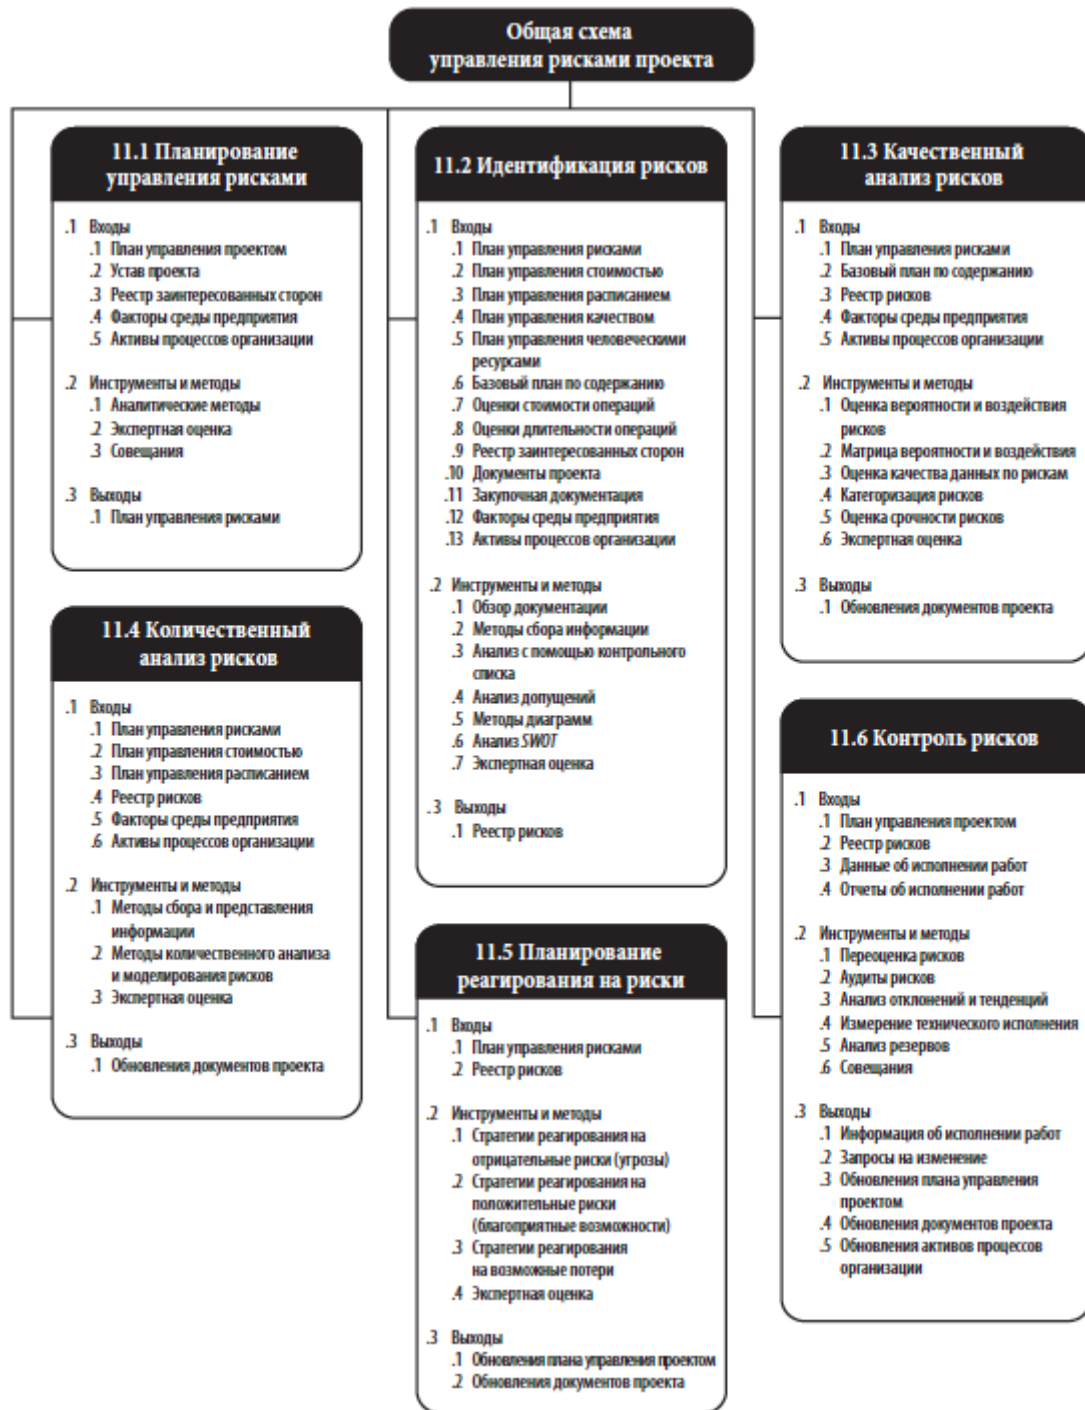 Общая схема
управления рисками проекта
11.1 Планирование
управления рисками
.1 Входы
.1 План управления проектом
.2 Устав проекта
.3 Реестр заинтересованных сторон
.4 Факторы среды предприятия
.5 Активы процессов организации
.2 Инструменты и методы
.1 Аналитические методы
.2 Экспертная оценка
.3 Совещания
.3 Выходы
.1 План управления рисками
11.2 Идентификация рисков
.1 Входы
.1 План управления рисками
.2 План управления стоимостью
.3 План управления расписанием
.4 План управления качеством
.5 План управления человеческими
ресурсами
.6 Базовый план по содержанию
.7 Оценки стоимости операций
.8 Оценки длительности операций
.9 Реестр заинтересованных сторон
.10 Документы проекта
.11 Закупочная документация
.12 Факторы среды предприятия
.13 Активы процессов организации
.2 Инструменты и методы
.1 Обзор документации
.2 Методы сбора информации
.3 Анализ с помощью контрольного
списка
.4 Анализ допущений
.5 Методы диаграмм
.6 Анализ SWOT
.7 Экспертная оценка
.3 Выходы
.1 Реестр рисков
11.3 Качественный
анализ рисков
.1 Входы
.1 План управления рисками
.2 Базовый план по содержанию
.3 Реестр рисков
.4 Факторы среды предприятия
.5 Активы процессов организации
.2 Инструменты и методы
.1 Оценка вероятности и воздействия
рисков
.2 Матрица вероятности и воздействия
.3 Оценка качества данных по рискам
.4 Категоризация рисков
.5 Оценка срочности рисков
.6 Экспертная оценка
.3 Выходы
.1 Обновления документов проекта
11.4 Количественный
анализ рисков
.1 Входы
.1 План управления рисками
.2 План управления стоимостью
.3 План управления расписанием
.4 Реестр рисков
.5 Факторы среды предприятия
.6 Активы процессов организации
.2 Инструменты и методы
.1 Методы сбора и представления
информации
.2 Методы количественного анализа
и моделирования рисков
.3 Экспертная оценка
.3 Выходы
.1 Обновления документов проекта
11.5 Планирование
реагирования на риски
.1 Входы
.1 План управления рисками
.2 Реестр рисков
.2 Инструменты и методы
.1 Стратегии реагирования на
отрицательные риски (угрозы)
.2 Стратегии реагирования на
положительные риски
(благоприятные возможности)
.3 Стратегии реагирования
на возможные потери
.4 Экспертная оценка
.3 Выходы
.1 Обновления плана управления проектом
.2 Обновления документов проекта
11.6 Контроль рисков
.1 Входы
.1 План управления проектом
.2 Реестр рисков
.3 Данные об исполнении работ
.4 Отчеты об исполнении работ
.2 Инструменты и методы
.1 Переоценка рисков
.2 Аудиты рисков
.3 Анализ отклонений и тенденций
.4 Измерение технического исполнения
.5 Анализ резервов
.6 Совещания
.3 Выходы
.1 Информация об исполнении работ
.2 Запросы на изменение
.3 Обновления плана управления
проектом
.4 Обновления документов проекта
.5 Обновления активов процессов
организации